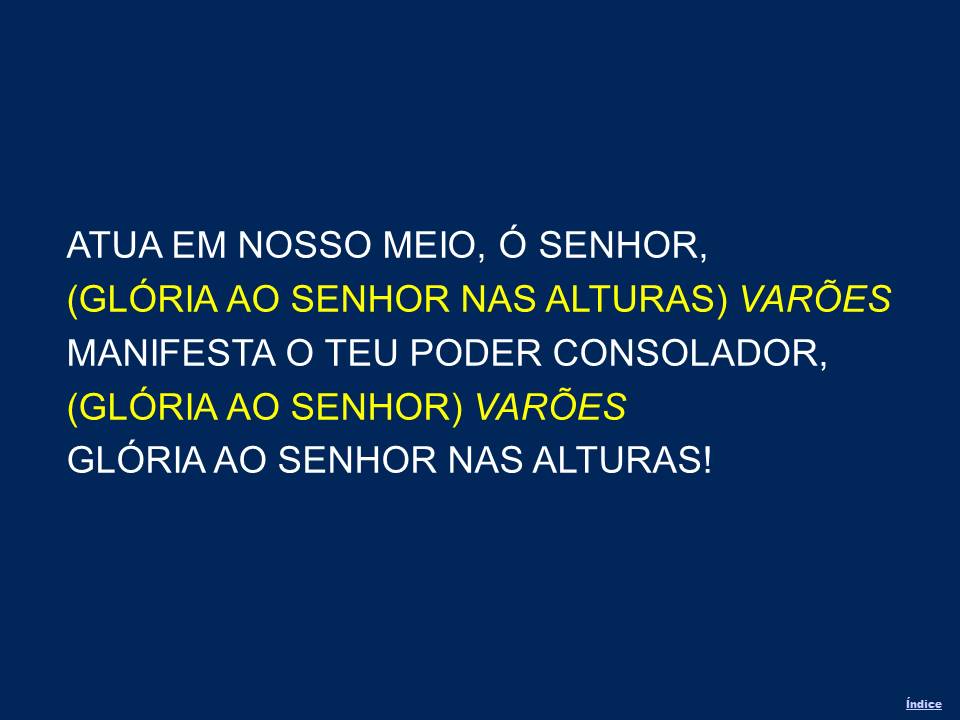 ATUA EM NOSSO MEIO, Ó SENHOR,
(GLÓRIA AO SENHOR NAS ALTURAS) VARÕES
MANIFESTA O TEU PODER CONSOLADOR,
(GLÓRIA AO SENHOR) VARÕES
GLÓRIA AO SENHOR NAS ALTURAS!
Índice